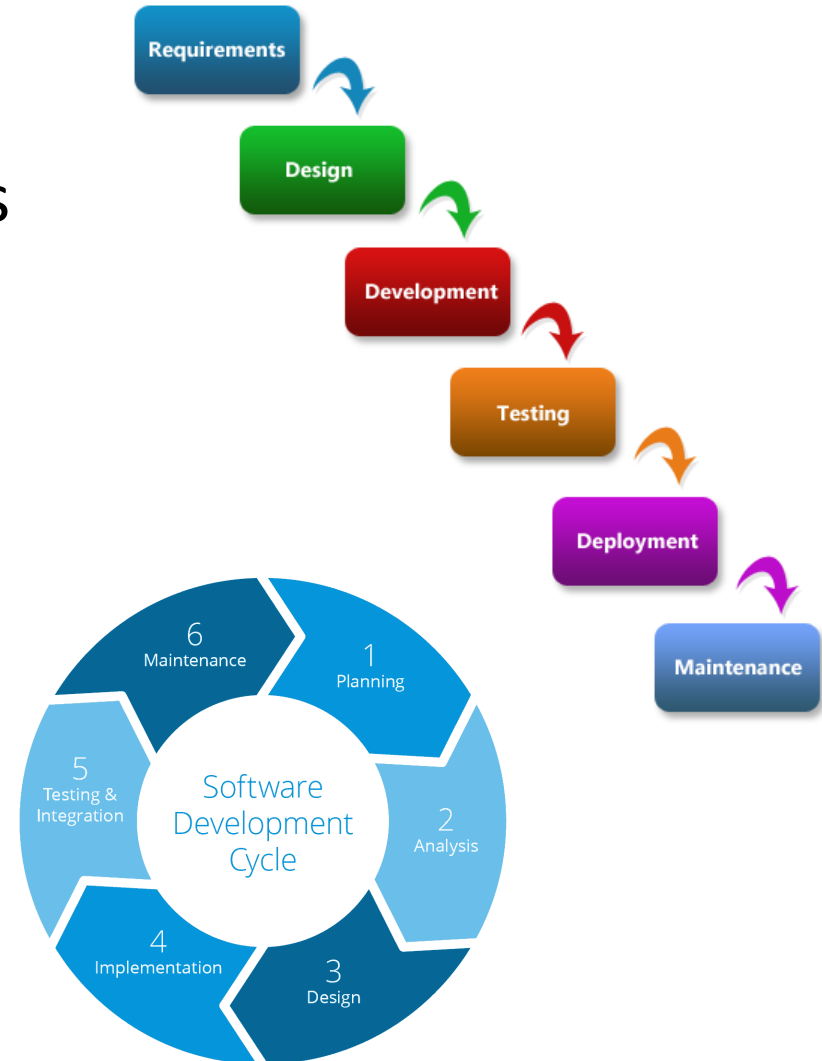 Requirements
Design
s
Development
Testing
Deployment
Maintenance
6
Maintenance
1
Planning
5
Testing &
Integration
Software
Development
Cycle
2
Analysis
4
Implementation
3
Design